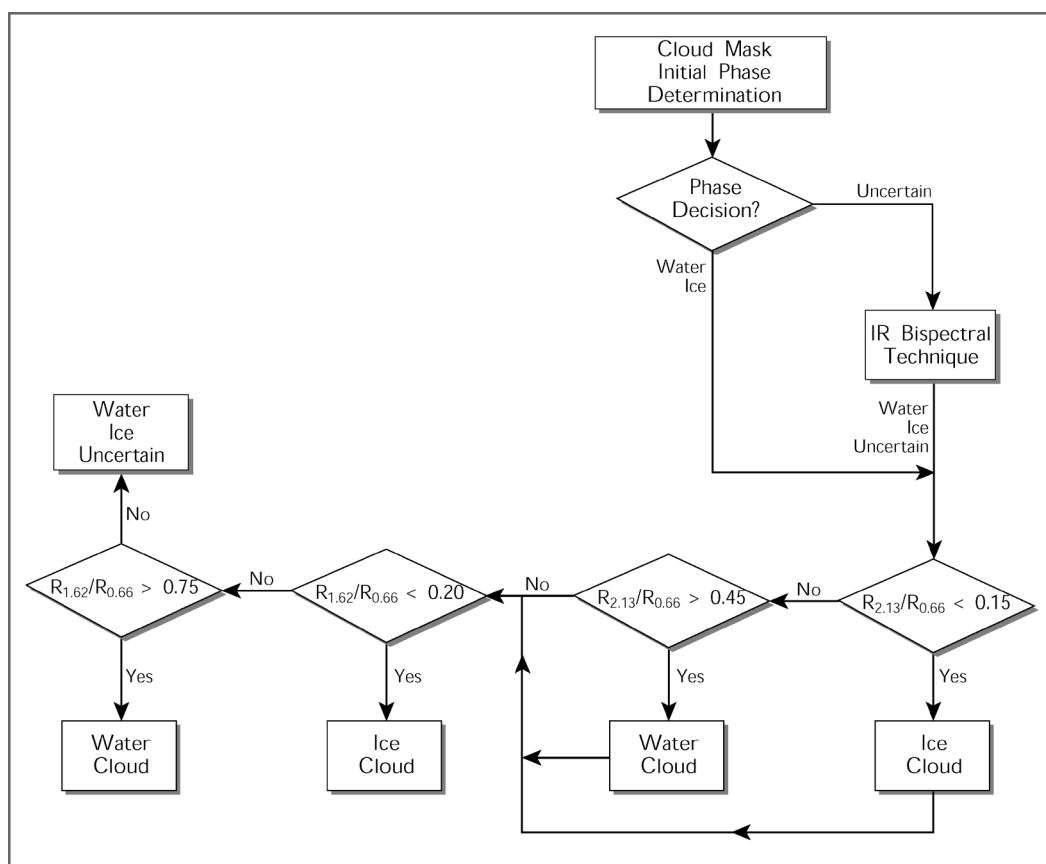 Cloud Mask
Initial Phase
Determination
Phase
Decision?
Uncertain
Water
Ice
IR Bispectral
Technique
Water
Ice
Uncertain
Water
Ice
Uncertain
No
R1.62/R0.66 > 0.75
No
R1.62/R0.66 < 0.20
No
R2.13/R0.66 > 0.45
No
R2.13/R0.66 < 0.15
Yes
Yes
Yes
Yes
Water
Cloud
Ice
Cloud
Water
Cloud
Ice
Cloud